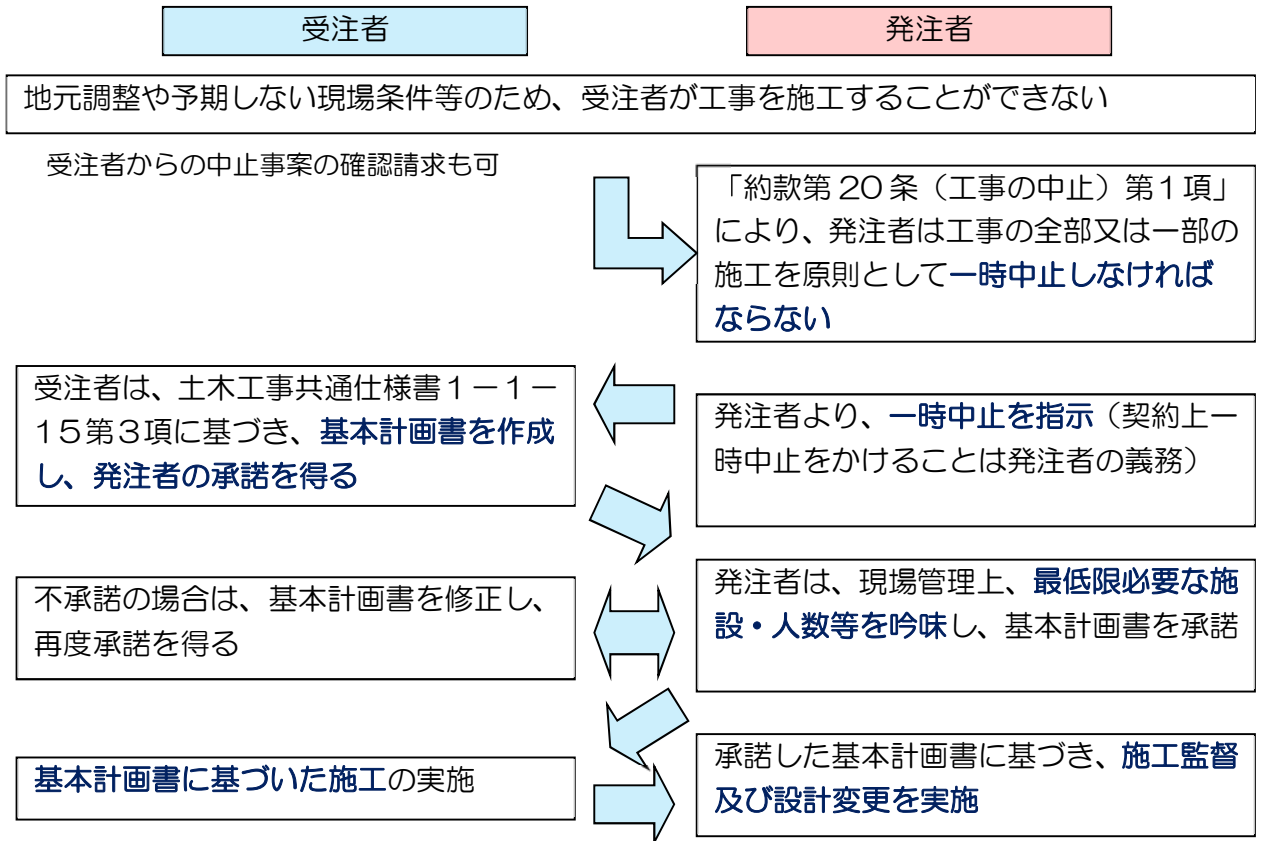 受注者
発注者
地元調整や予期しない現場条件等のため、受注者が工事を施工することができない
受注者からの中止事案の確認請求も可
「約款第20条（工事の中止）第１項」
により、発注者は工事の全部又は一部の
施工を原則として一時中止しなければ
ならない
受注者は、土木工事共通仕様書１－１－
１５第３項に基づき、基本計画書を作成
し、発注者の承諾を得る
発注者より、一時中止を指示（契約上一
時中止をかけることは発注者の義務）
不承諾の場合は、基本計画書を修正し、
再度承諾を得る
発注者は、現場管理上、最低限必要な施
設・人数等を吟味し、基本計画書を承諾
基本計画書に基づいた施工の実施
承諾した基本計画書に基づき、施工監督
及び設計変更を実施